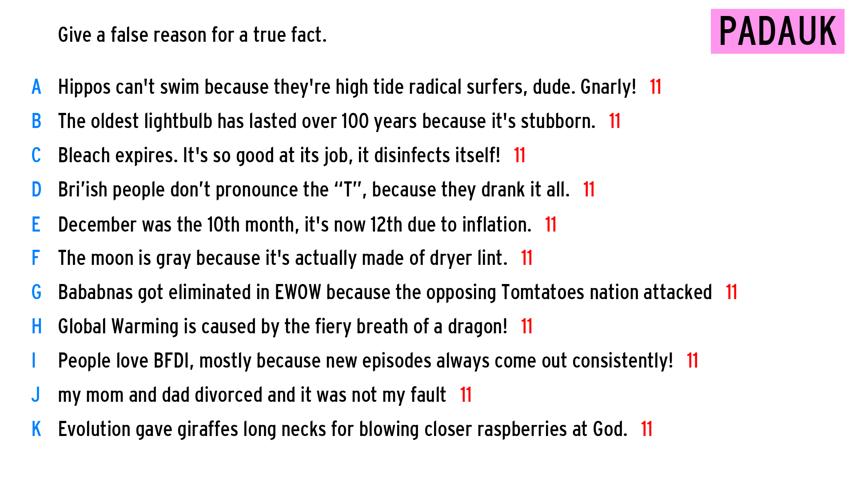 Give a false reason for a true fact.
PADAUK
A Hippos can't swim because they're high tide radical surfers, dude. Gnarly! 11
B The oldest lightbulb has lasted over 100 years because it's stubborn. 11
C Bleach expires. It's so good at its job, it disinfects itself! 11
D Bri’ish people don’t pronounce the “T”, because they drank it all. 11
E December was the 10th month, it's now 12th due to inflation. 11
F The moon is gray because it's actually made of dryer lint. 11
G Bababnas got eliminated in EWOW because the opposing Tomtatoes nation attacked 11
H Global Warming is caused by the fiery breath of a dragon! 11
I People love BFDI, mostly because new episodes always come out consistently! 11
J my mom and dad divorced and it was not my fault 11
K Evolution gave giraffes long necks for blowing closer raspberries at God. 11